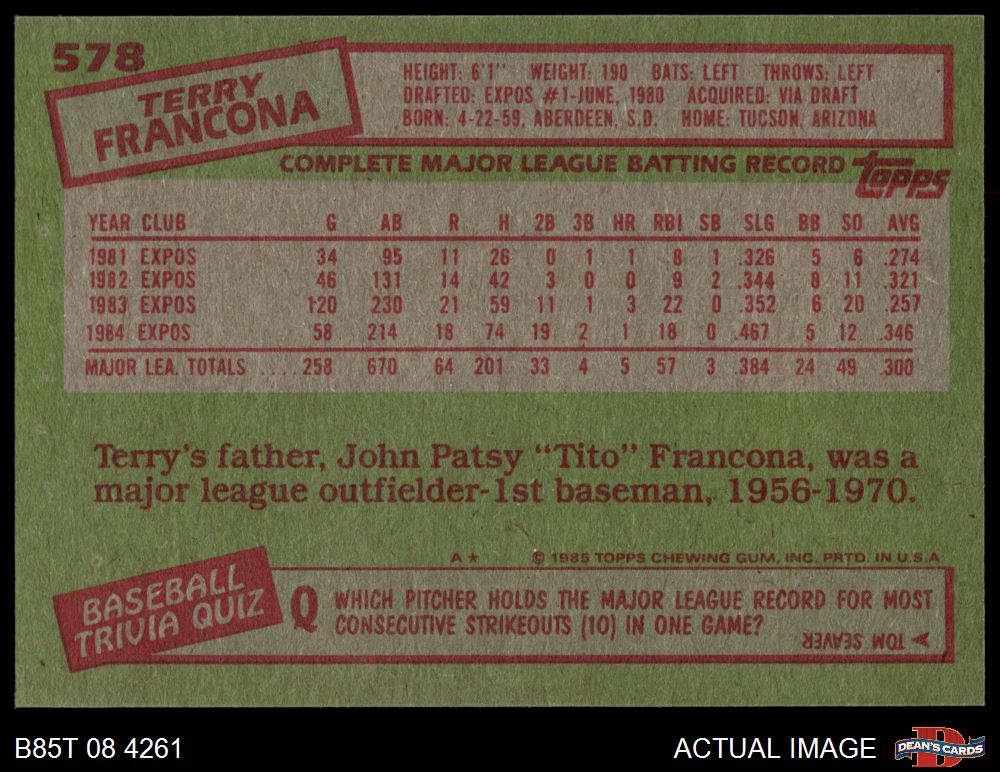 578
TERRY
FRANCONA
HEIGHT: 6'1" WEIGHT: 190 BATS: LEFT THROWS: LEFT
DRAFTED: EXPOS #1-JUNE, 1980 ACQUIRED: VIA DRAFT
BORN: 4-22-59, ABERDEEN, S.D. HOME: TUCSON, ARIZONA
COMPLETE MAJOR LEAGUE BATTING RECORD topps
YEAR CLUB G AB R H 2B 3B HR RBI SB SLG BB SO AVG
1981 EXPOS 34 95 11 26 0 1 1 8 1 .326 5 6 .274
1982 EXPOS 46 131 14 42 3 0 0 9 2 .344 8 11 .321
1983 EXPOS 120 230 21 59 11 1 3 22 0 .352 6 20 .257
1984 EXPOS 58 214 18 74 19 2 1 18 0 .467 5 12 .346
MAJOR LEA. TOTALS .... 258 670 64 201 33 4 5 57 3 .384 24 49 .300
Terry's father, John Patsy "Tito" Francona, was a
major league outfielder-1st baseman, 1956-1970.
A* © 1985 TOPPS CHEWING GUM, INC. PRTD. IN U.S.A
BASEBALL
TRIVIA QUIZ
Q WHICH PITCHER HOLDS THE MAJOR LEAGUE RECORD FOR MOST
CONSECUTIVE STRIKEOUTS (10) IN ONE GAME?
TOM SEAVER
B85T 08 4261
ACTUAL IMAGE
D
DEAN'S CARDS